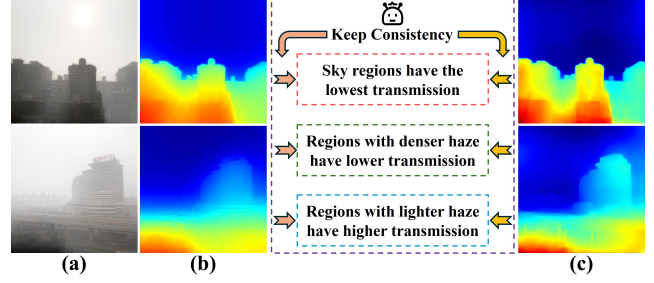 Keep Consistency
Sky regions have the
lowest transmission
Regions with denser haze
have lower transmission
Regions with lighter haze
have higher transmission
(a)
(b)
(c)